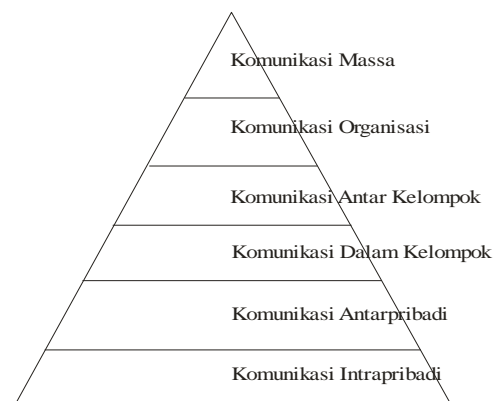 Komunikasi Massa
Komunikasi Organisasi
Komunikasi Antar Kelompok
Komunikasi Dalam Kelompok
Komunikasi Antarpribadi
Komunikasi Intrapribadi